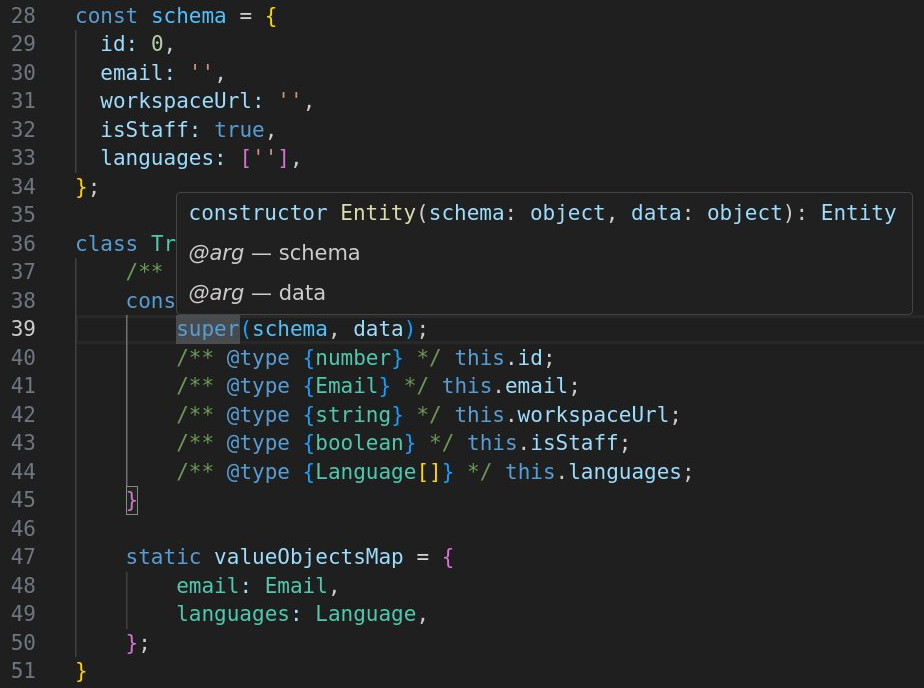 28 const schema = {
29 id: 0,
30 email: '',
31 workspaceUrl: '',
32 isStaff: true,
33 languages: [''],
34 };
35
constructor Entity(schema: object, data: object): Entity
36 class Tr
@arg — schema
37 /**
@arg — data
38 cons
39 super(schema, data);
40 /** @type {number} */ this.id;
41 /** @type {Email} */ this.email;
42 /** @type {string} */ this.workspaceUrl;
43 /** @type {boolean} */ this.isStaff;
44 /** @type {Language[]} */ this.languages;
45 }
46
47 static valueObjectsMap = {
48 email: Email,
49 languages: Language,
50 };
51 }